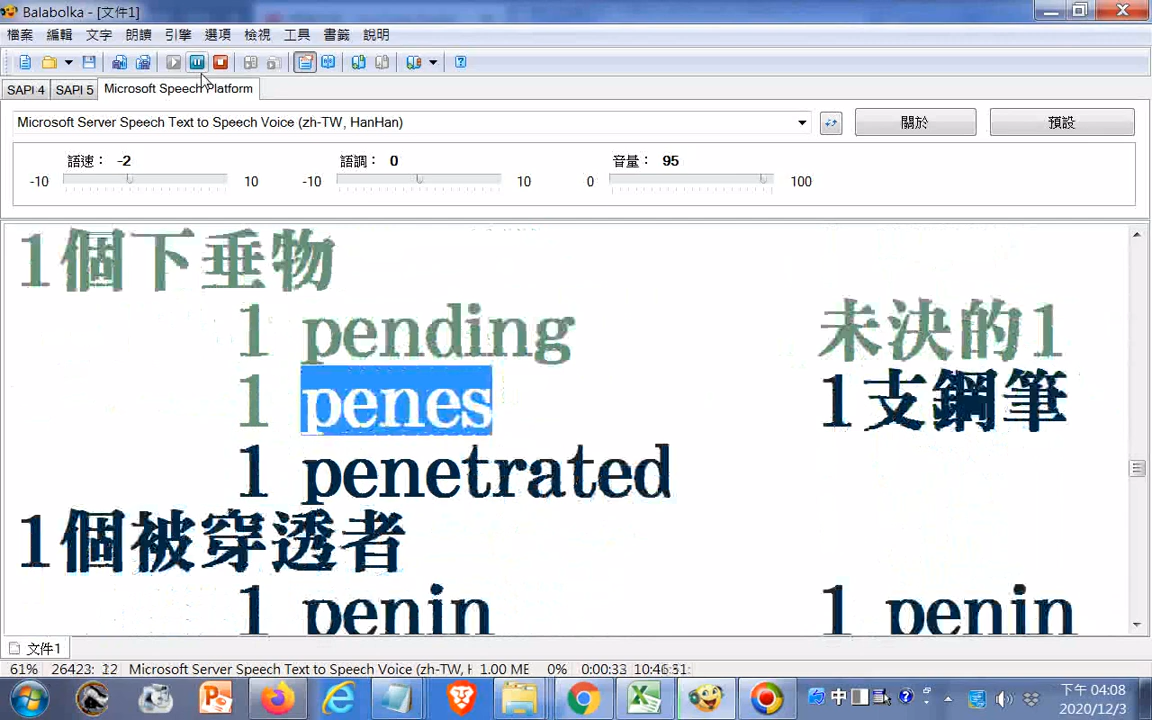 Balabolka - [文件1]
檔案 編輯 文字 朗讀 引擎 選項 檢視 工具 書籤 說明
SAPI 4 SAPI 5 Microsoft Speech Platform
Microsoft Server Speech Text to Speech Voice (zh-TW, HanHan) 關於 預設
語速： -2 語調： 0 音量： 95
-10 10 -10 10 0 100
1個下垂物
1 pending 未決的1
1 penes 1支鋼筆
1 penetrated
1個被穿透者
1 penin 1 penin
文件1
61% 26423: 12 Microsoft Server Speech Text to Speech Voice (zh-TW, H 1.00 ME 0% 0:00:33 10:46:31:
中 下午 04:08
2020/12/3